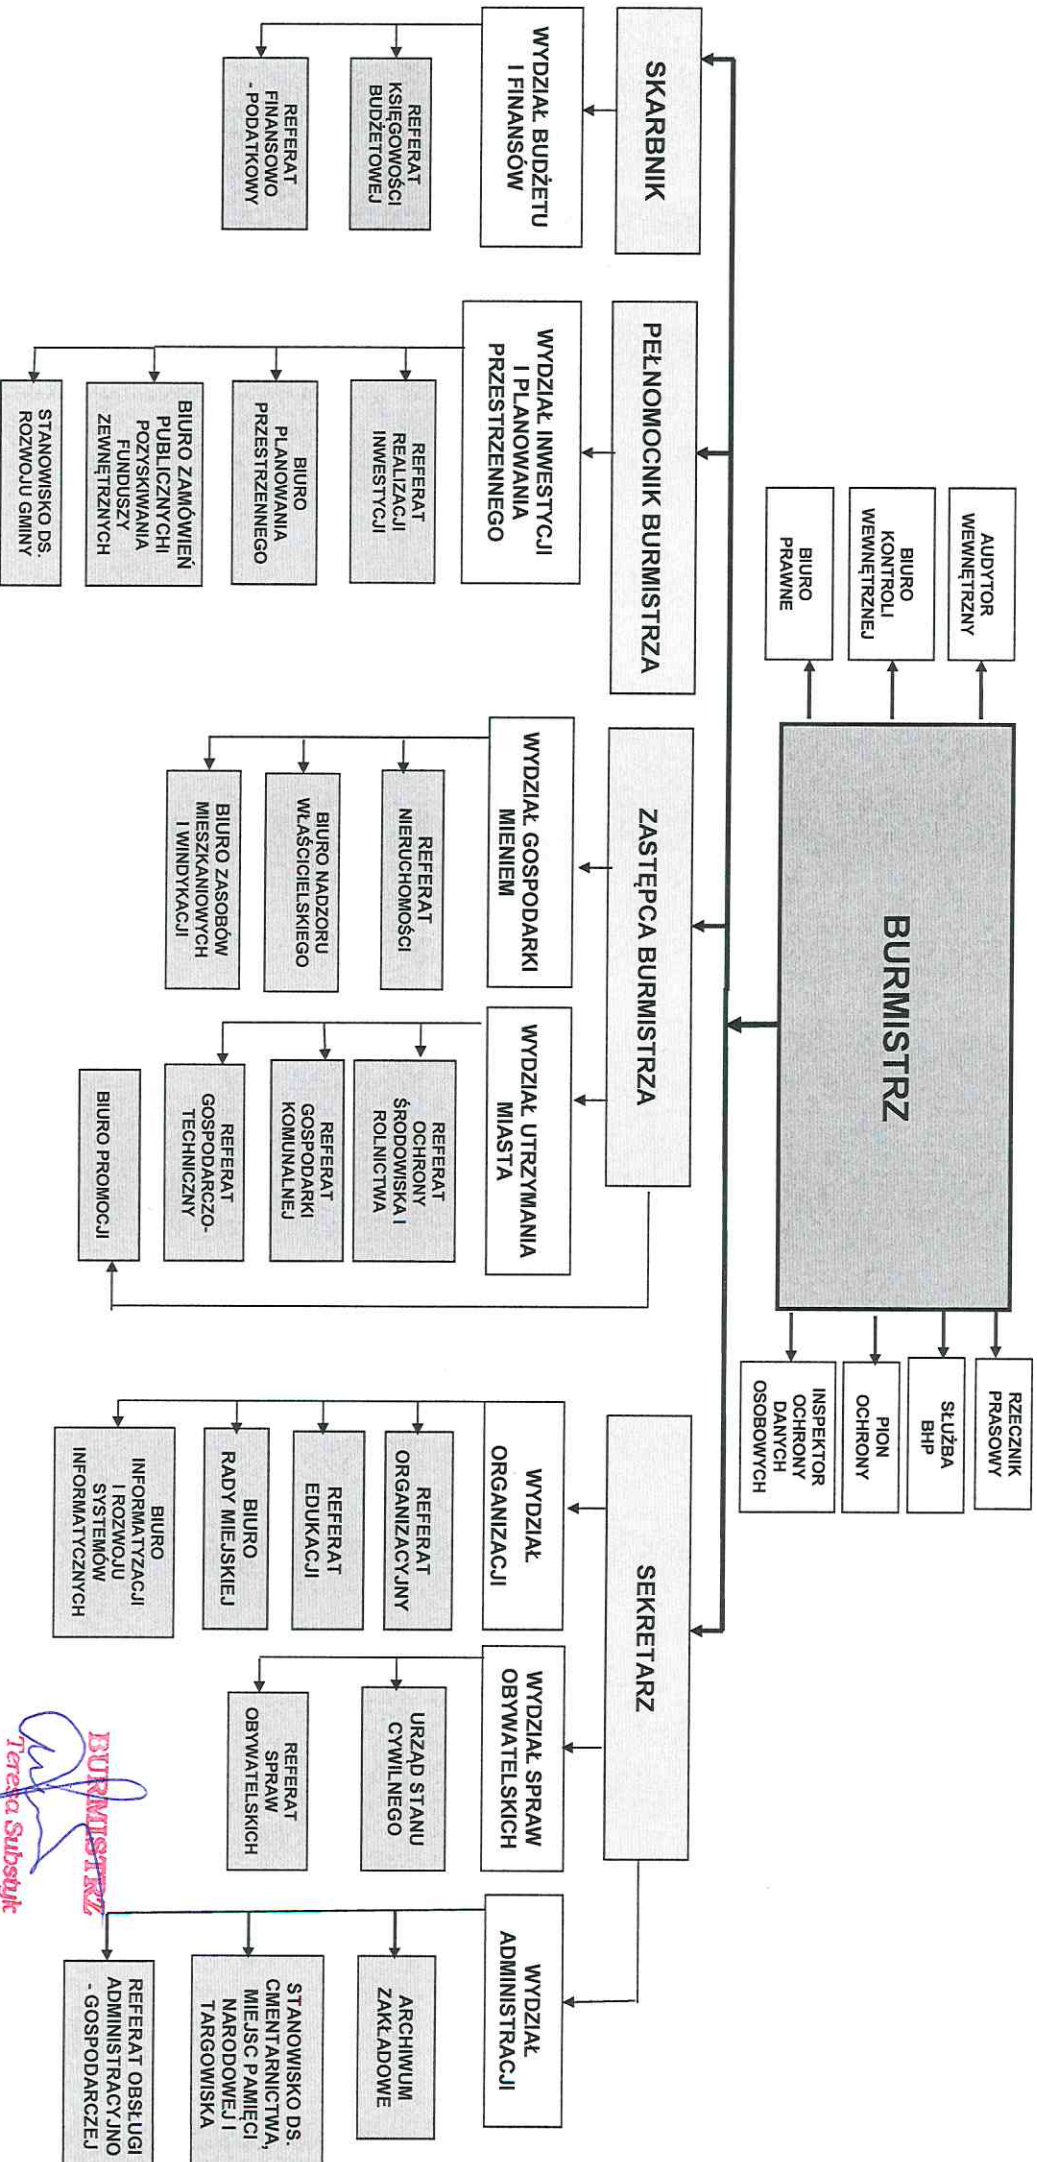 AUDYTOR
WEWNĘTRZNY
BIURO
KONTROLI
WEWNĘTRZNEJ
BIURO
PRAWNE
BURMISTRZ
RZECZNIK
PRASOWY
SŁUŻBA
BHP
PION
OCHRONY
INSPEKTOR
OCHRONY
DANYCH
OSOBOWYCH
SKARBNIK
WYDZIAŁ BUDŻETU
I FINANSÓW
REFERAT
KSIĘGOWOŚCI
BUDŻETOWEJ
REFERAT
FINANSOWO
- PODATKOWY
PEŁNOMOCNIK BURMISTRZA
WYDZIAŁ INWESTYCJI
I PLANOWANIA
PRZESTRZENNEGO
REFERAT
REALIZACJI
INWESTYCJI
BIURO
PLANOWANIA
PRZESTRZENNEGO
BIURO ZAMÓWIEŃ
PUBLICZNYCH I
POZYSKIWANIA
FUNDUSZY
ZEWNĘTRZNYCH
STANOWISKO DS.
ROZWOJU GMINY
ZASTĘPCA BURMISTRZA
WYDZIAŁ GOSPODARKI
MIENIEM
REFERAT
NIERUCHOMOŚCI
BIURO NADZORU
WŁAŚCICIELSKIEGO
BIURO ZASOBÓW
MIESZKANIOWYCH
I WINDYKACJI
WYDZIAŁ UTRZYMANIA
MIASTA
REFERAT
OCHRONY
ŚRODOWISKA I
ROLNICTWA
REFERAT
GOSPODARKI
KOMUNALNEJ
REFERAT
GOSPODARCZO-
TECHNICZNY
BIURO PROMOCJI
SEKRETARZ
WYDZIAŁ
ORGANIZACJI
REFERAT
ORGANIZACYJNY
REFERAT
EDUKACJI
BIURO
RADY MIEJSKIEJ
BIURO
INFORMATYZACJI
I ROZWOJU
SYSTEMÓW
INFORMATYCZNYCH
WYDZIAŁ SPRAW
OBYWATELSKICH
URZĄD STANU
CYWILNEGO
REFERAT
SPRAW
OBYWATELSKICH
WYDZIAŁ
ADMINISTRACJI
ARCHIWUM
ZAKŁADOWE
STANOWISKO DS.
CMENTARNICTWA,
MIEJSC PAMIĘCI
NARODOWEJ I
TARGOWISKA
REFERAT OBSŁUGI
ADMINISTRACYJNO
- GOSPODARCZEJ
BURMISTRZ
Teresa Substyk